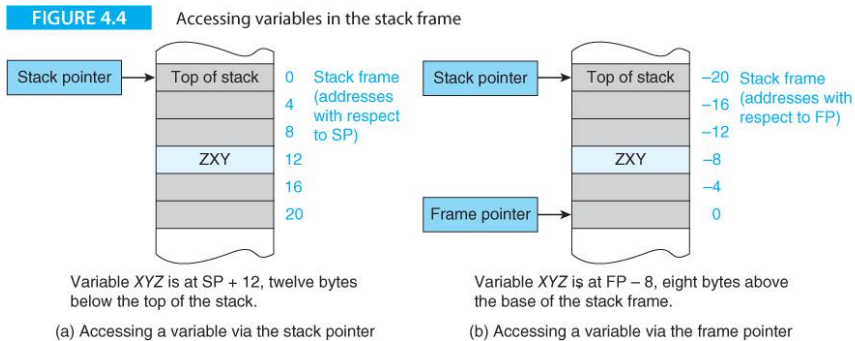 FIGURE 4.4 Accessing variables in the stack frame
Stack pointer
Top of stack
0
4
8
12
16
20
Stack frame
(addresses
with respect
to SP)
ZXY
Variable XYZ is at SP + 12, twelve bytes
below the top of the stack.
(a) Accessing a variable via the stack pointer
Stack pointer
Top of stack
–20
–16
–12
–8
–4
0
Stack frame
(addresses with
respect to FP)
ZXY
Frame pointer
Variable XYZ is at FP – 8, eight bytes above
the base of the stack frame.
(b) Accessing a variable via the frame pointer